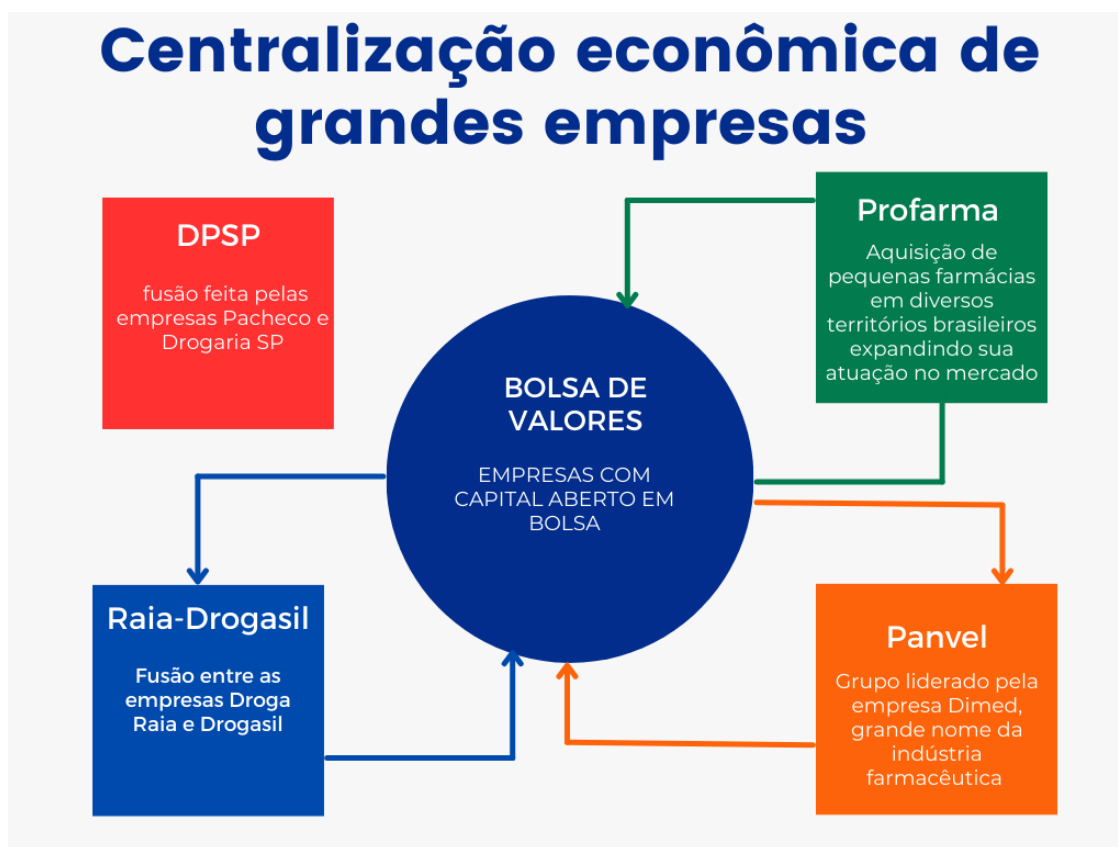 Centralização econômica de
grandes empresas
DPSP
fusão feita pelas
empresas Pacheco e
Drogaria SP
Profarma
Aquisição de
pequenas farmácias
em diversos
territórios brasileiros
expandindo sua
atuação no mercado
BOLSA DE
VALORES
EMPRESAS COM
CAPITAL ABERTO EM
BOLSA
Raia-Drogasil
Fusão entre as
empresas Droga
Raia e Drogasil
Panvel
Grupo liderado pela
empresa Dimed,
grande nome da
indústria
farmacêutica